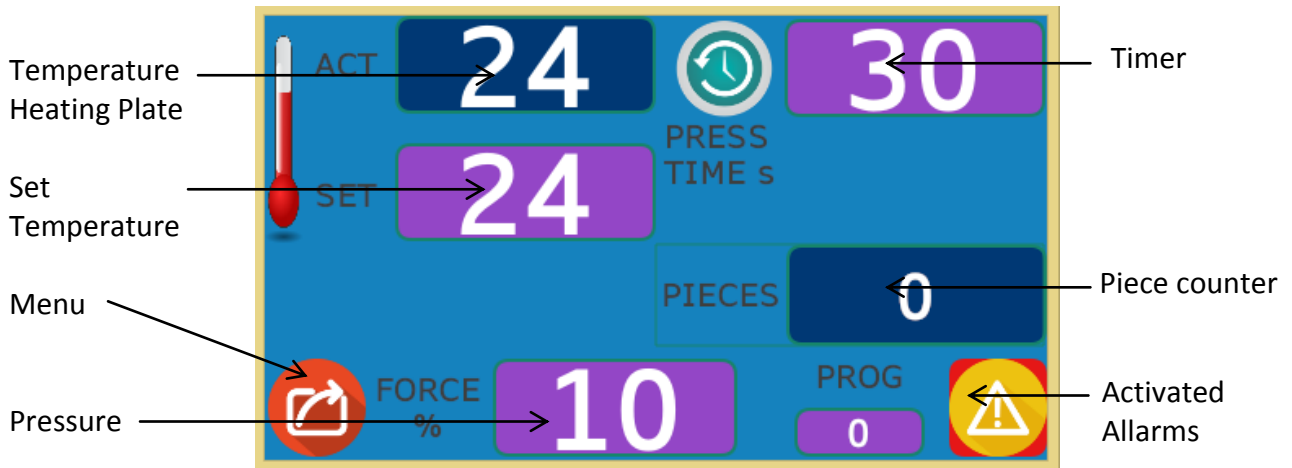 Temperature
Heating Plate
ACT
24
30
Timer
PRESS
TIME s
Set
Temperature
SET
24
Menu
PIECES
0
Piece counter
Pressure
FORCE
%
10
PROG
0
Activated
Allarms